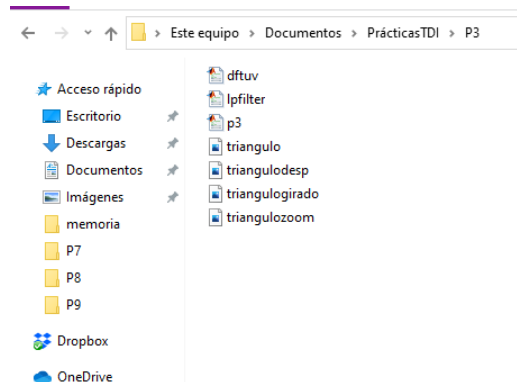 Este equipo > Documentos > PrácticasTDI > P3
Acceso rápido
Escritorio
Descargas
Documentos
Imágenes
memoria
P7
P8
P9
Dropbox
OneDrive
dftuv
lpfilter
p3
triangulo
triangulodesp
triangulogirado
triangulozoom